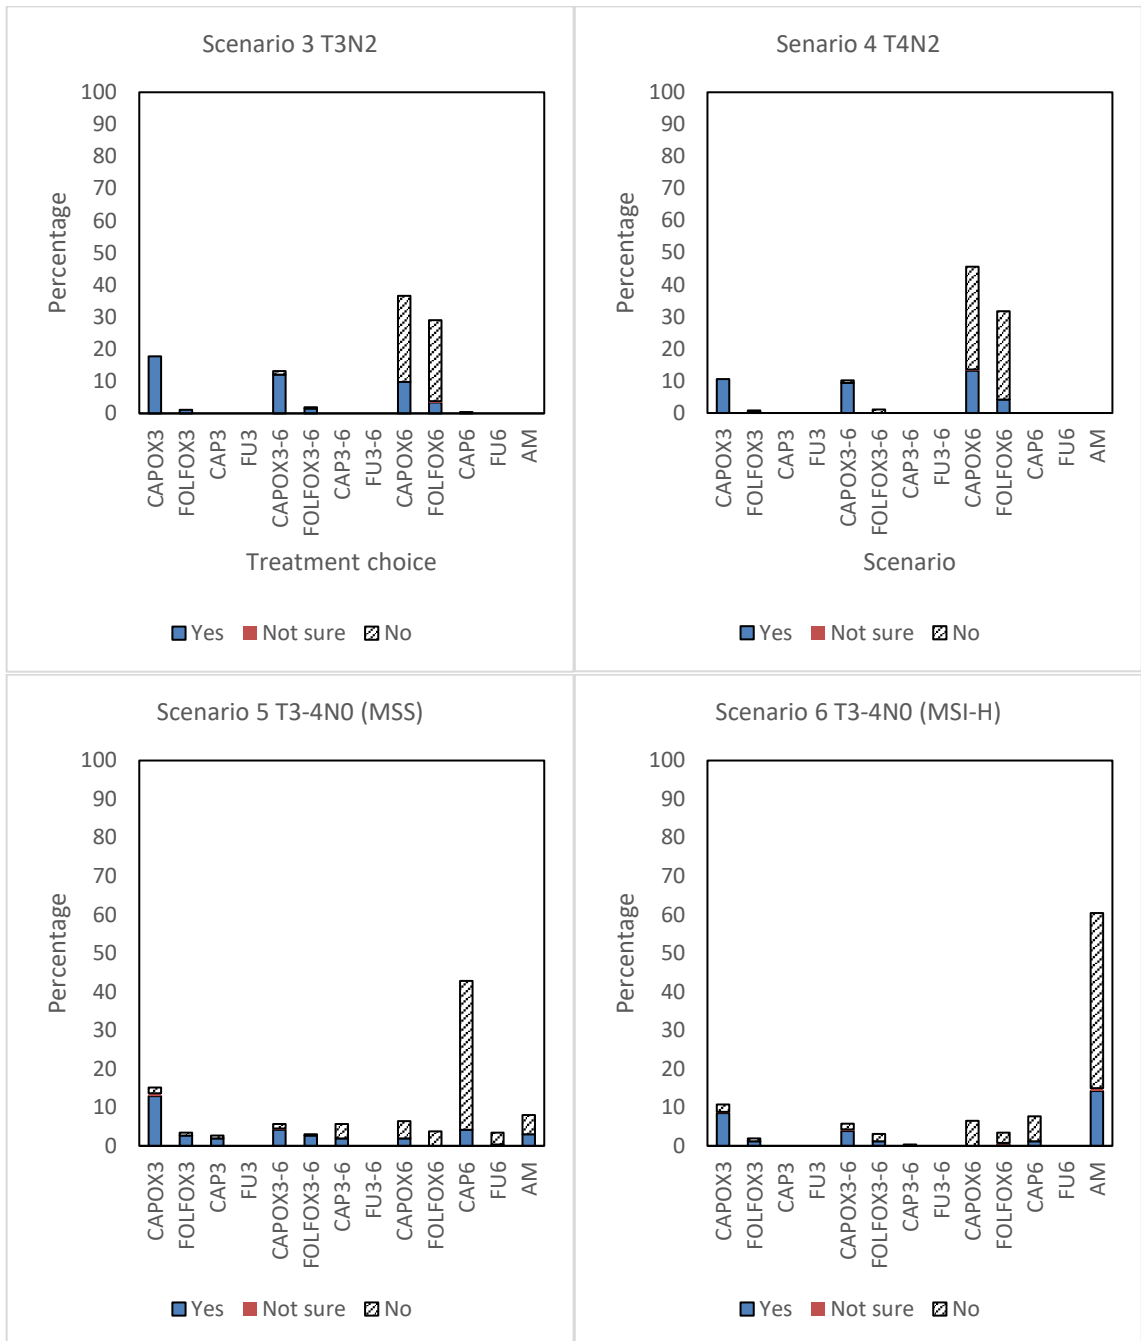 Scenario 3 T3N2
100
90
80
70
60
50
40
30
20
10
0
Percentage
CAPOX3
FOLFOX3
CAP3
FU3
CAPOX3-6
FOLFOX3-6
CAP3-6
FU3-6
CAPOX6
FOLFOX6
CAP6
FU6
AM
Treatment choice
Yes Not sure No
Senario 4 T4N2
100
90
80
70
60
50
40
30
20
10
0
Percentage
CAPOX3
FOLFOX3
CAP3
FU3
CAPOX3-6
FOLFOX3-6
CAP3-6
FU3-6
CAPOX6
FOLFOX6
CAP6
FU6
AM
Scenario
Yes Not sure No
Scenario 5 T3-4N0 (MSS)
100
90
80
70
60
50
40
30
20
10
0
Percentage
CAPOX3
FOLFOX3
CAP3
FU3
CAPOX3-6
FOLFOX3-6
CAP3-6
FU3-6
CAPOX6
FOLFOX6
CAP6
FU6
AM
Yes Not sure No
Scenario 6 T3-4N0 (MSI-H)
100
90
80
70
60
50
40
30
20
10
0
Percentage
CAPOX3
FOLFOX3
CAP3
FU3
CAPOX3-6
FOLFOX3-6
CAP3-6
FU3-6
CAPOX6
FOLFOX6
CAP6
FU6
AM
Yes Not sure No